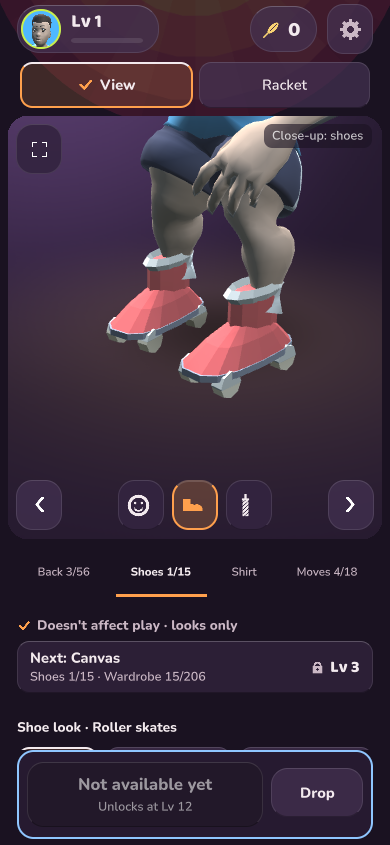 Lv 1
0
View
Racket
Close-up: shoes
Back 3/56
Shoes 1/15
Shirt
Moves 4/18
Doesn't affect play · looks only
Next: Canvas
Shoes 1/15 · Wardrobe 15/206
Lv 3
Shoe look · Roller skates
Not available yet
Unlocks at Lv 12
Drop